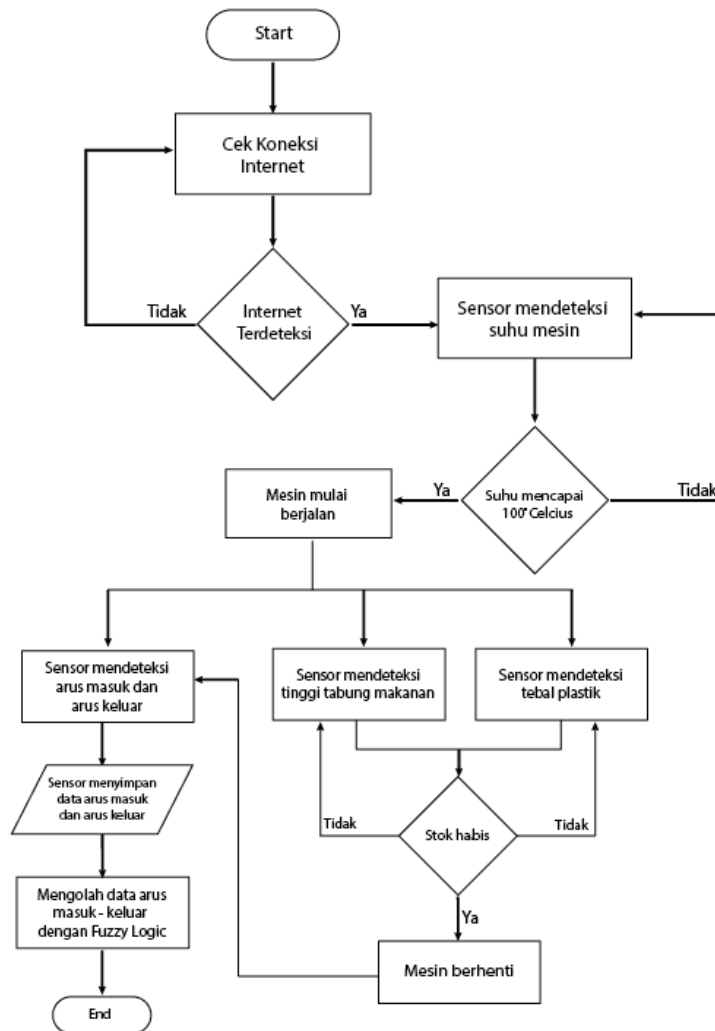 Start
Cek Koneksi
Internet
Tidak
Internet
Terdeteksi
Ya
Sensor mendeteksi
suhu mesin
Mesin mulai
berjalan
Ya
Suhu mencapai
100° Celcius
Tidak
Sensor mendeteksi
arus masuk dan
arus keluar
Sensor mendeteksi
tinggi tabung makanan
Sensor mendeteksi
tebal plastik
Sensor menyimpan
data arus masuk
dan arus keluar
Tidak
Stok habis
Tidak
Mengolah data arus
masuk - keluar
dengan Fuzzy Logic
Ya
Mesin berhenti
End